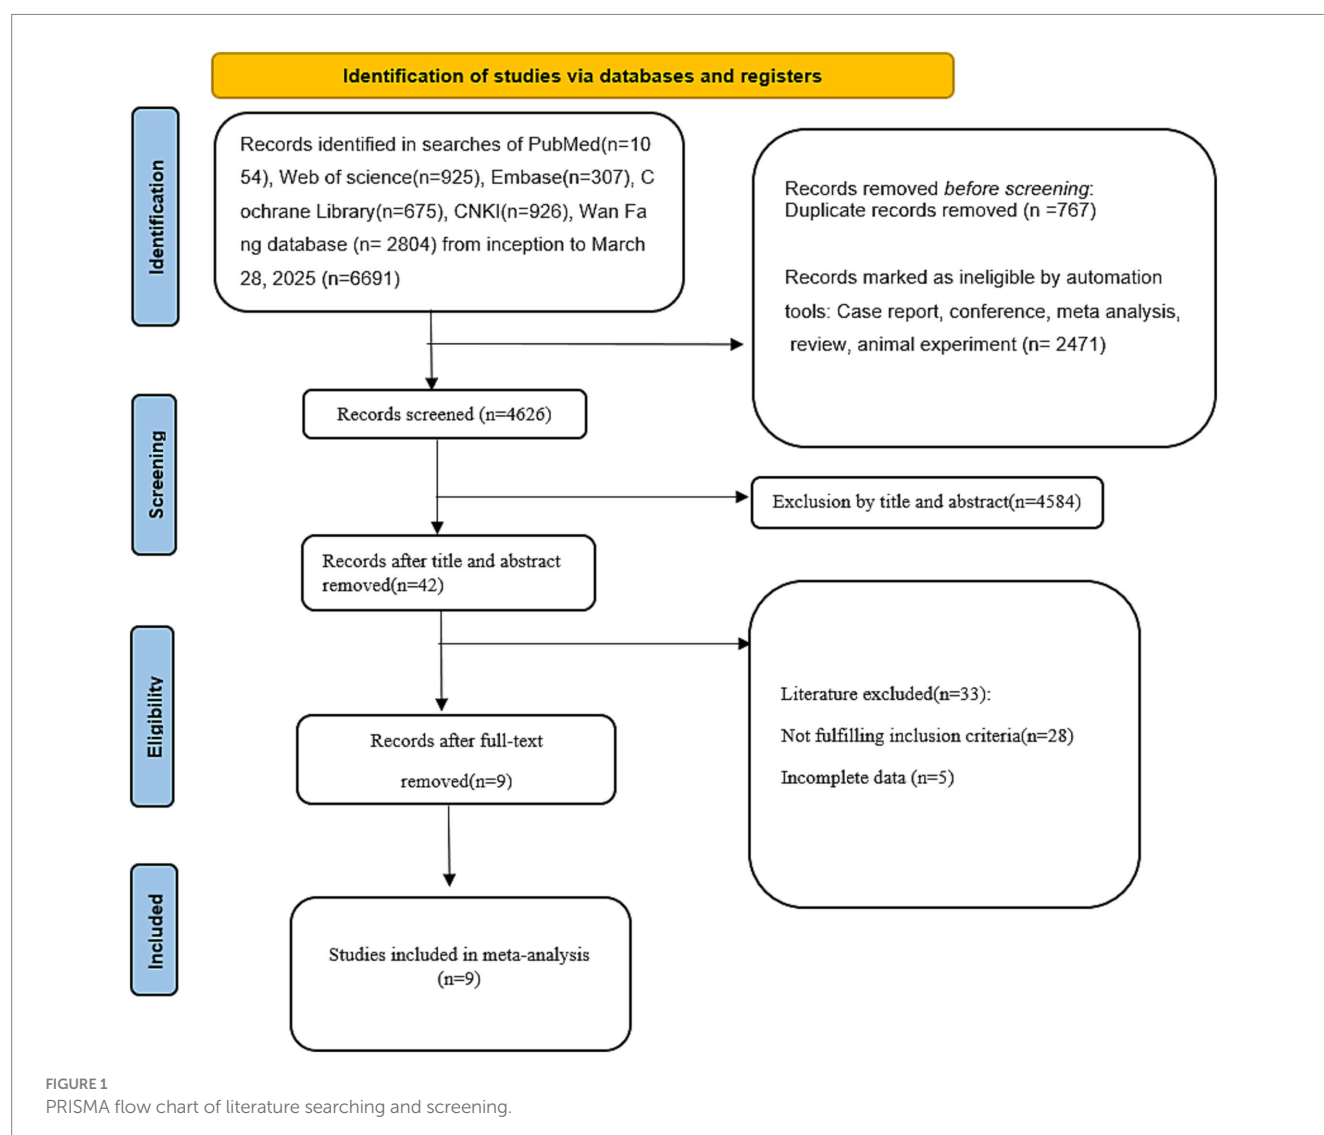 Identification of studies via databases and registers
Identification
Records identified in searches of PubMed(n=10
54), Web of science(n=925), Embase(n=307), C
ochrane Library(n=675), CNKI(n=926), Wan Fa
ng database (n= 2804) from inception to March
28, 2025 (n=6691)
Records removed before screening:
Duplicate records removed (n =767)
Records marked as ineligible by automation
tools: Case report, conference, meta analysis,
review, animal experiment (n= 2471)
Screening
Records screened (n=4626)
Exclusion by title and abstract(n=4584)
Records after title and abstract
removed(n=42)
Eligibility
Literature excluded(n=33):
Not fulfilling inclusion criteria(n=28)
Incomplete data (n=5)
Records after full-text
removed(n=9)
Included
Studies included in meta-analysis
(n=9)
FIGURE 1
PRISMA flow chart of literature searching and screening.